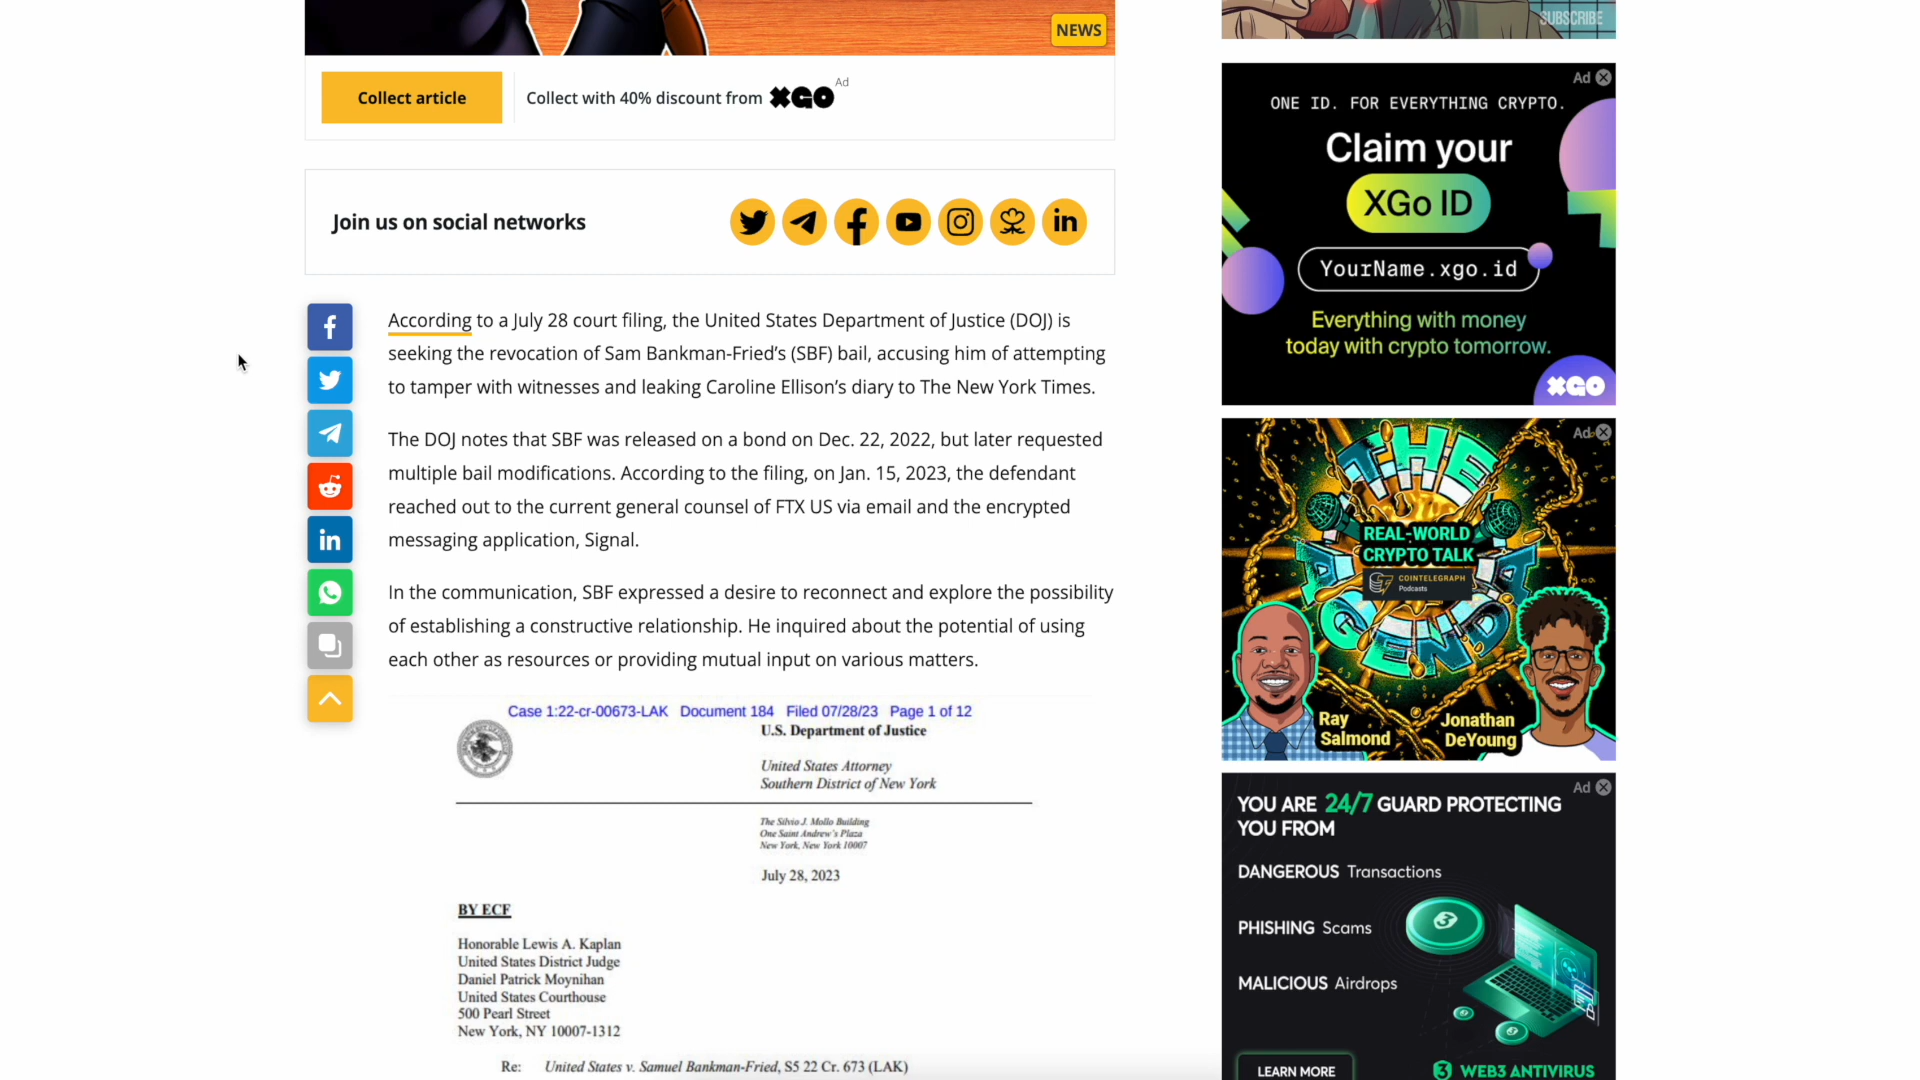 SUBSCRIBE
NEWS
Collect article
Collect with 40% discount from XGO
Ad
Join us on social networks
According to a July 28 court filing, the United States Department of Justice (DOJ) is
seeking the revocation of Sam Bankman-Fried’s (SBF) bail, accusing him of attempting
to tamper with witnesses and leaking Caroline Ellison’s diary to The New York Times.
The DOJ notes that SBF was released on a bond on Dec. 22, 2022, but later requested
multiple bail modifications. According to the filing, on Jan. 15, 2023, the defendant
reached out to the current general counsel of FTX US via email and the encrypted
messaging application, Signal.
In the communication, SBF expressed a desire to reconnect and explore the possibility
of establishing a constructive relationship. He inquired about the potential of using
each other as resources or providing mutual input on various matters.
Case 1:22-cr-00673-LAK Document 184 Filed 07/28/23 Page 1 of 12
U.S. Department of Justice
United States Attorney
Southern District of New York
The Silvio J. Mollo Building
One Saint Andrew’s Plaza
New York, New York 10007
July 28, 2023
BY ECF
Honorable Lewis A. Kaplan
United States District Judge
Daniel Patrick Moynihan
United States Courthouse
500 Pearl Street
New York, NY 10007-1312
Re: United States v. Samuel Bankman-Fried, S5 22 Cr. 673 (LAK)
Ad
ONE ID. FOR EVERYTHING CRYPTO.
Claim your
XGo ID
YourName.xgo.id
Everything with money
today with crypto tomorrow.
XGO
Ad
THE
REAL-WORLD
CRYPTO TALK
COINTELEGRAPH
Podcasts
AGENDA
Ray
Salmond
Jonathan
DeYoung
Ad
YOU ARE 24/7 GUARD PROTECTING
YOU FROM
DANGEROUS Transactions
PHISHING Scams
MALICIOUS Airdrops
LEARN MORE
WEB3 ANTIVIRUS